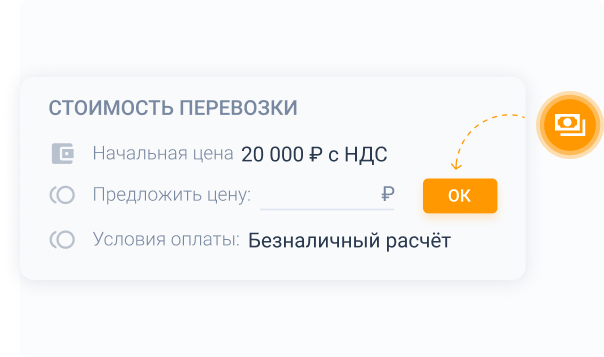 СТОИМОСТЬ ПЕРЕВОЗКИ
Начальная цена 20 000 ₽ с НДС
Предложить цену: ₽ ОК
Условия оплаты: Безналичный расчёт